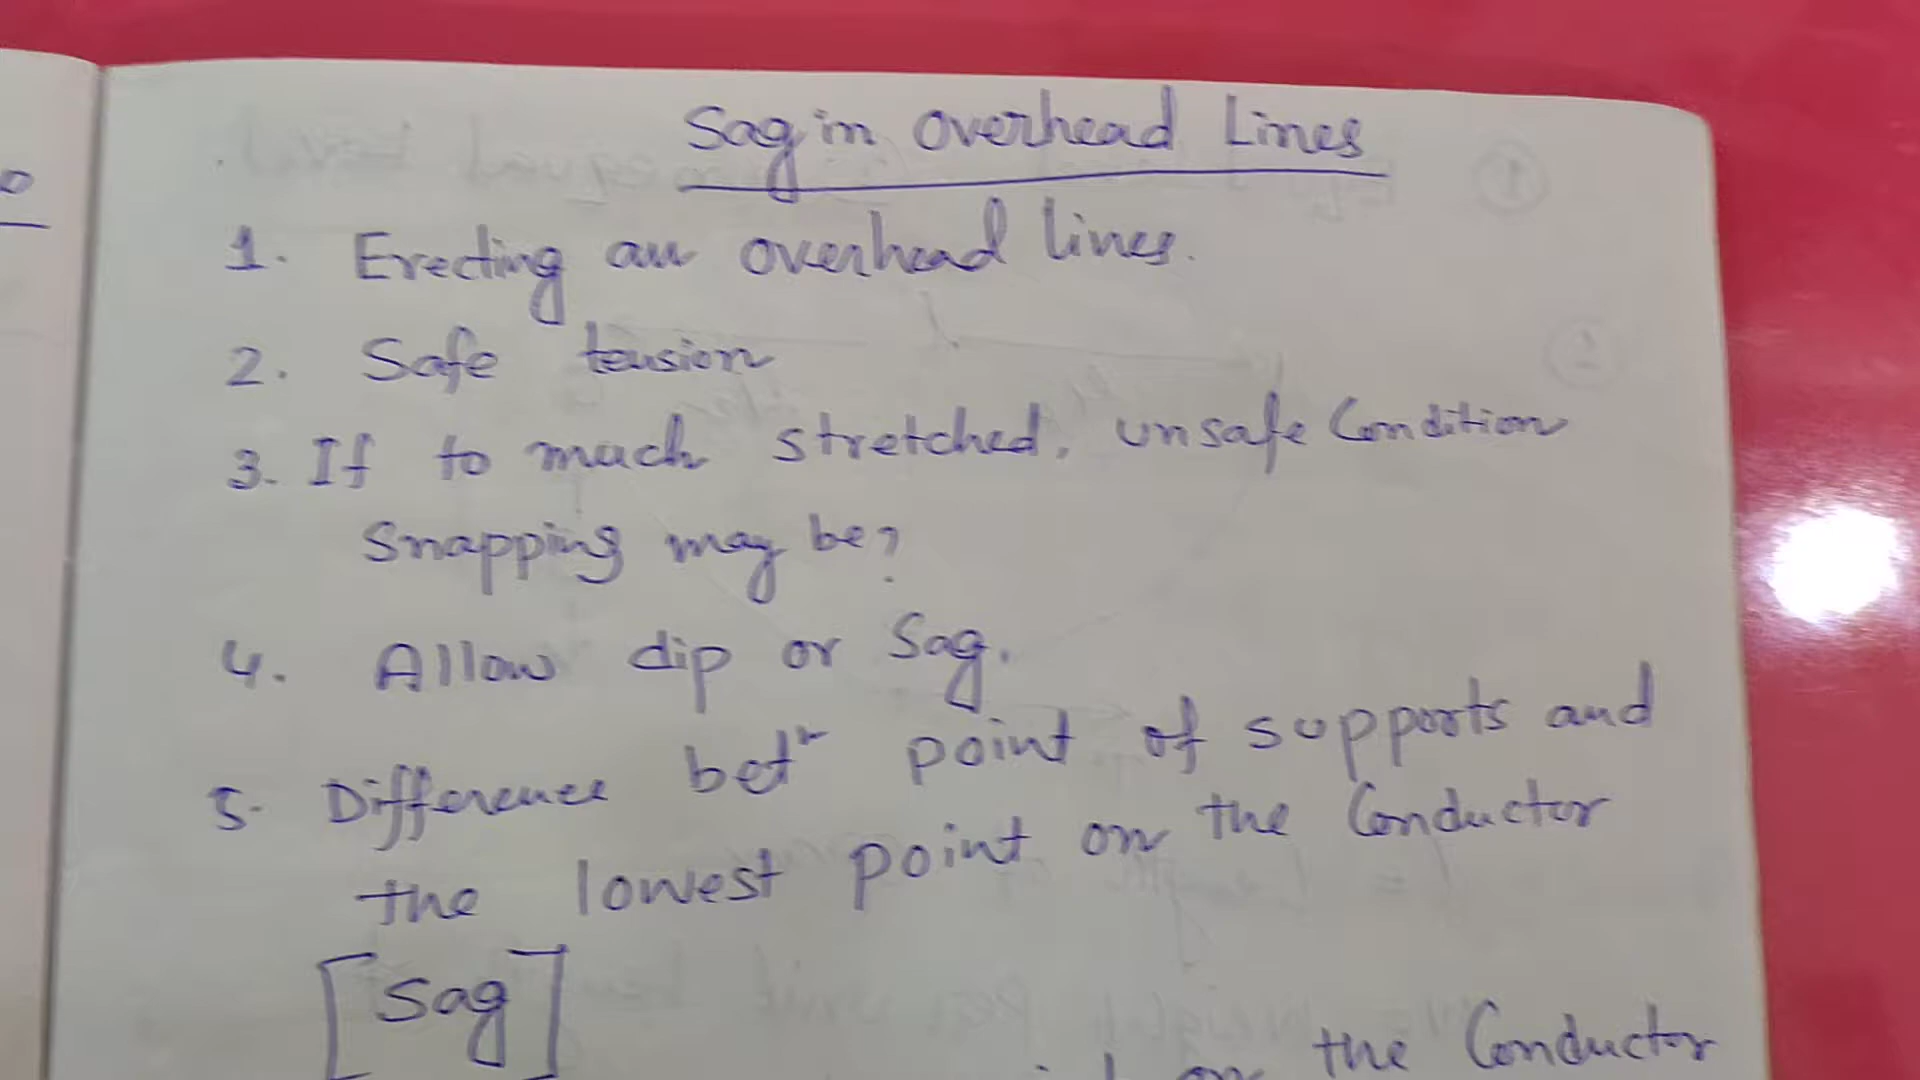 Sag in overhead Lines
1. Erecting an overhead lines.
2. Safe tension
3. If to much stretched, unsafe Condition
Snapping may be?
4. Allow dip or Sag.
5. Difference betn point of supports and
the lowest point on the Conductor
[Sag]
on the Conductor